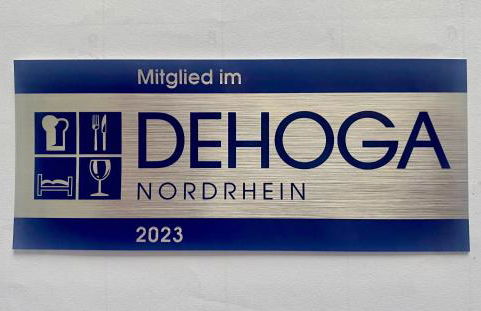 Mitglied im
DEHOGA
NORDRHEIN
2023